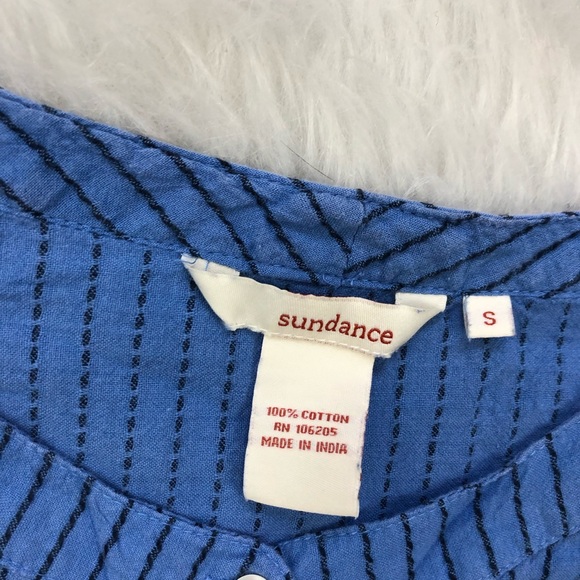 sundance
S
100% COTTON
RN 106205
MADE IN INDIA